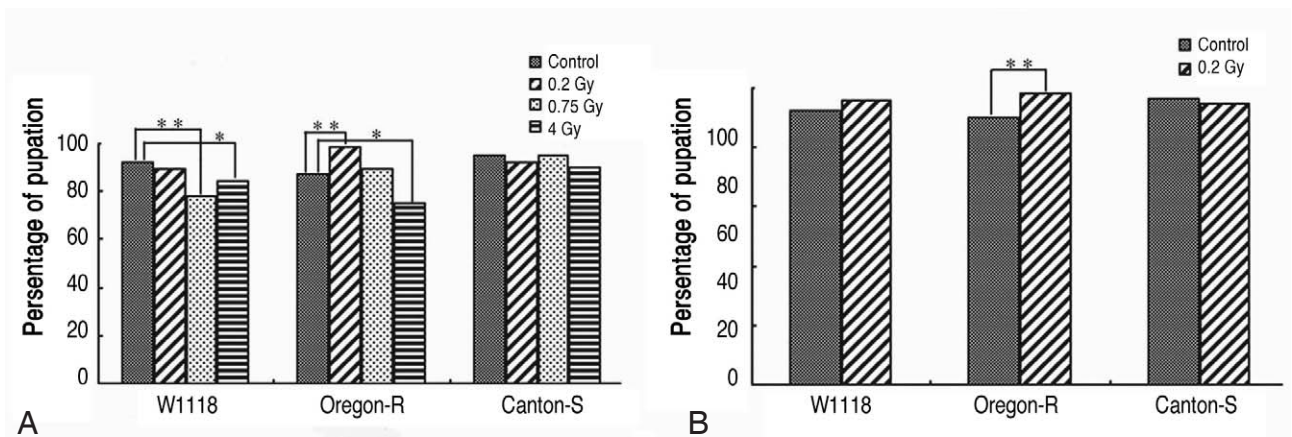 Control
0.2 Gy
0.75 Gy
4 Gy
** 
*
**
*
Persentage of pupation
100
80
60
40
20
0
W1118
Oregon-R
Canton-S
A
Control
0.2 Gy
**
Persentage of pupation
100
80
60
40
20
0
W1118
Oregon-R
Canton-S
B